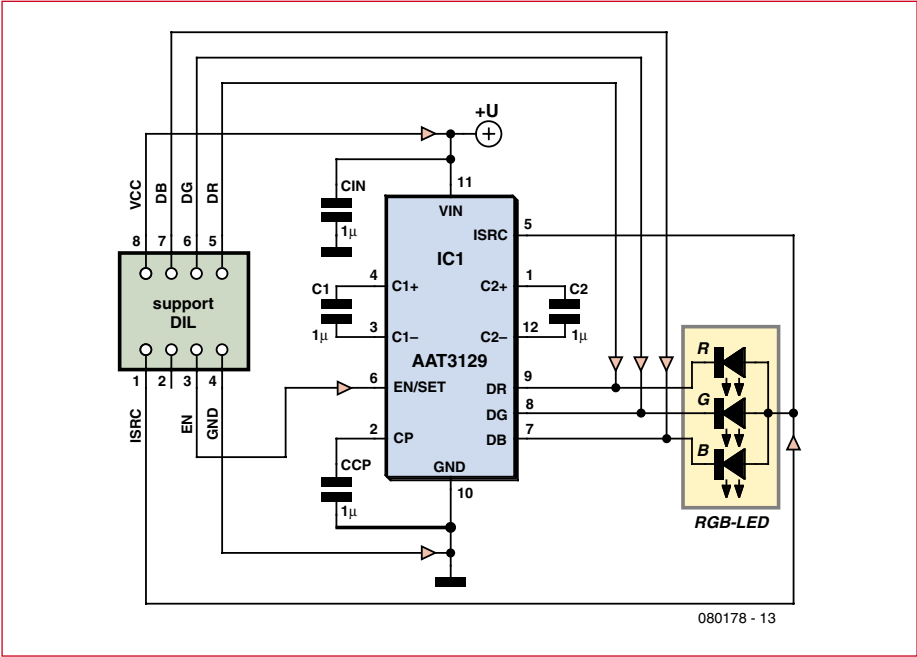 +U
VCC
DB
DG
DR
8 7 6 5
support
DIL
1 2 3 4
ISRC
EN
GND
CIN
1µ
11
VIN
IC1
5
ISRC
4
C1+
C1
1µ
3
C1–
1
C2+
C2
1µ
12
C2–
AAT3129
6
EN/SET
9
DR
8
DG
7
DB
2
CP
CCP
1µ
GND
10
R
G
B
RGB-LED
080178 - 13